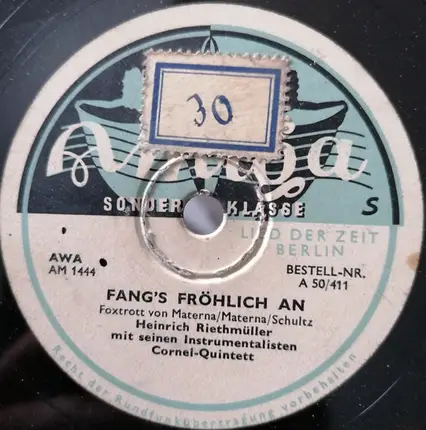 30
Amiga
SONDER KLASSE
S
LIED DER ZEIT
BERLIN
AWA
AM 1444
BESTELL-NR.
A 50/411
FANG'S FRÖHLICH AN
Foxtrott von Materna/Materna/Schultz
Heinrich Riethmüller
mit seinen Instrumentalisten
Cornel-Quintett
Recht der Rundfunkübertragung vorbehalten